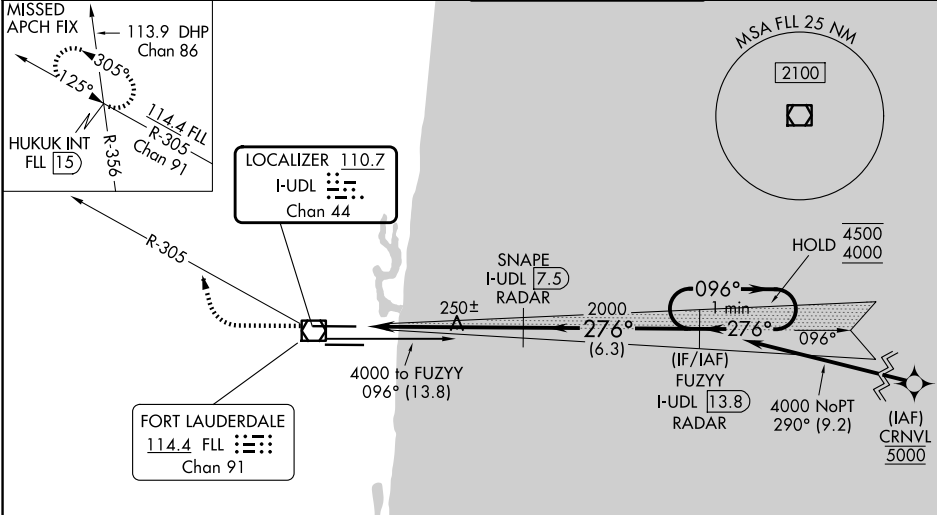 MISSED
APCH FIX
113.9 DHP
Chan 86
305°
125°
114.4 FLL
R-305
Chan 91
HUKUK INT
FLL 15
R-356
MSA FLL 25 NM
2100
LOCALIZER 110.7
I-UDL
Chan 44
R-305
HOLD 4500
4000
SNAPE
I-UDL 7.5
RADAR
096°
1 min
250±
2000
276°
(6.3)
276°
096°
4000 to FUZYY
096° (13.8)
(IF/IAF)
FUZYY
I-UDL 13.8
RADAR
4000 NoPT
290° (9.2)
(IAF)
CRNVL
5000
FORT LAUDERDALE
114.4 FLL
Chan 91